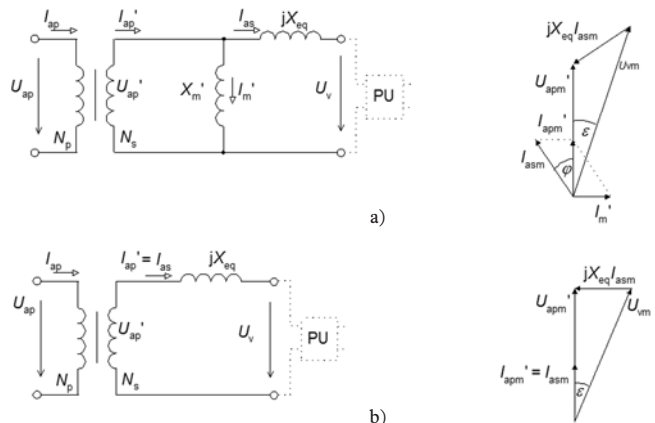 I_ap I_ap' I_as jX_eq
U_ap U_ap' X_m' I_m' U_v PU
N_p N_s
jX_eq I_asm
U_apm' U_vm
I_apm' ε
I_asm φ
I_m'
a)
I_ap I_ap' = I_as jX_eq
U_ap U_ap' U_v PU
N_p N_s
jX_eq I_asm
U_apm' U_vm
I_apm' = I_asm ε
b)